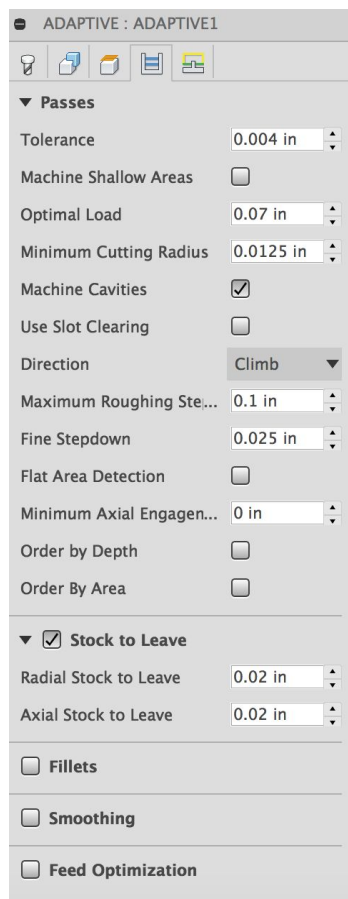 ADAPTIVE : ADAPTIVE1
Passes
Tolerance 0.004 in
Machine Shallow Areas
Optimal Load 0.07 in
Minimum Cutting Radius 0.0125 in
Machine Cavities
Use Slot Clearing
Direction Climb
Maximum Roughing Ste... 0.1 in
Fine Stepdown 0.025 in
Flat Area Detection
Minimum Axial Engagen... 0 in
Order by Depth
Order By Area
Stock to Leave
Radial Stock to Leave 0.02 in
Axial Stock to Leave 0.02 in
Fillets
Smoothing
Feed Optimization